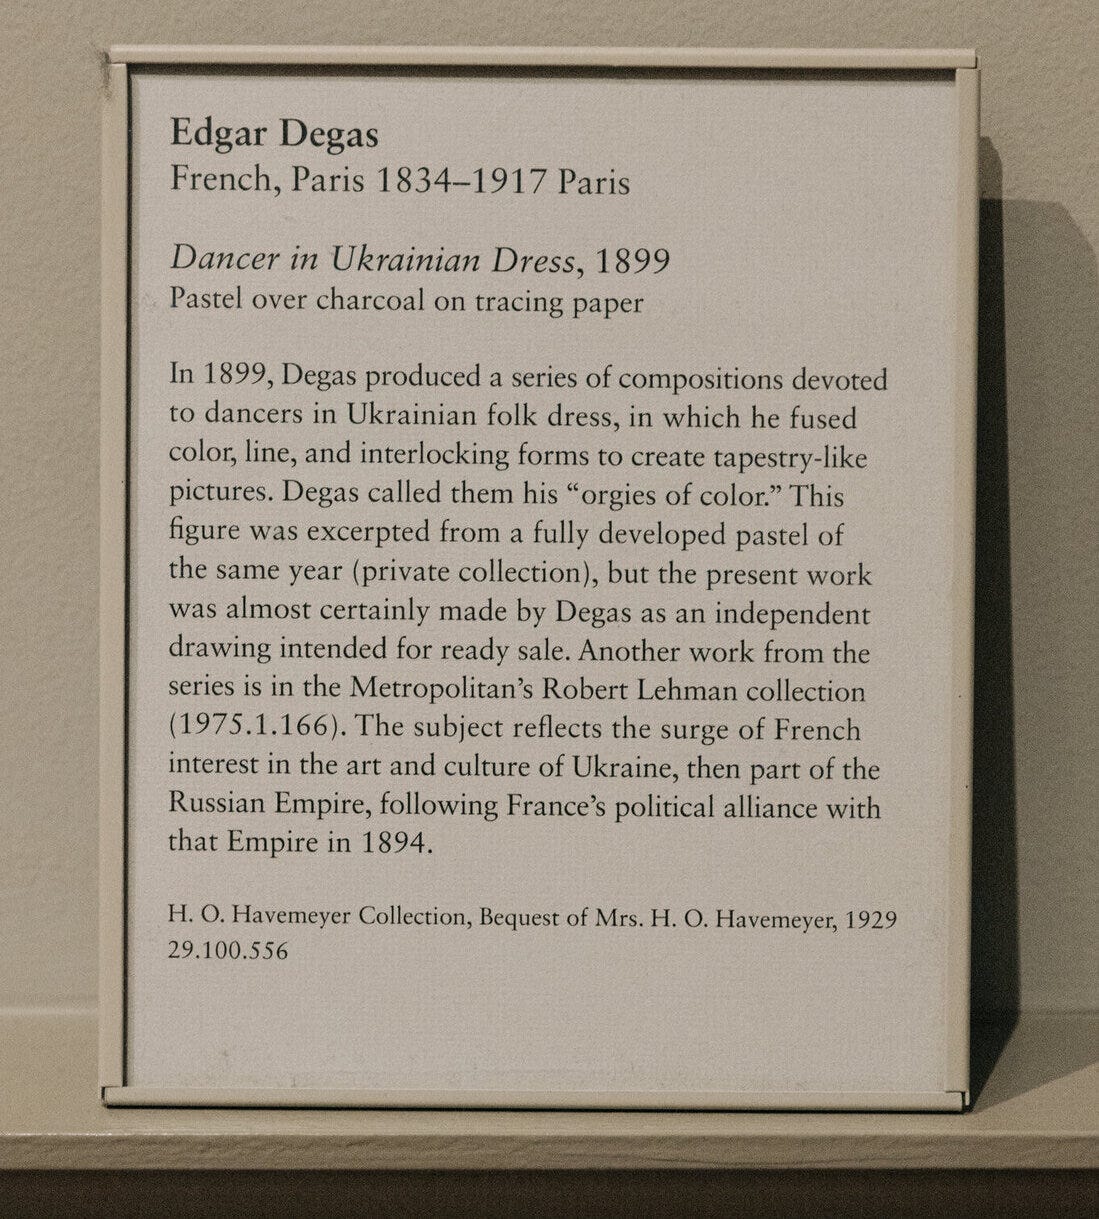 Edgar Degas
French, Paris 1834–1917 Paris
Dancer in Ukrainian Dress, 1899
Pastel over charcoal on tracing paper
In 1899, Degas produced a series of compositions devoted
to dancers in Ukrainian folk dress, in which he fused
color, line, and interlocking forms to create tapestry-like
pictures. Degas called them his “orgies of color.” This
figure was excerpted from a fully developed pastel of
the same year (private collection), but the present work
was almost certainly made by Degas as an independent
drawing intended for ready sale. Another work from the
series is in the Metropolitan’s Robert Lehman collection
(1975.1.166). The subject reflects the surge of French
interest in the art and culture of Ukraine, then part of the
Russian Empire, following France’s political alliance with
that Empire in 1894.
H. O. Havemeyer Collection, Bequest of Mrs. H. O. Havemeyer, 1929
29.100.556